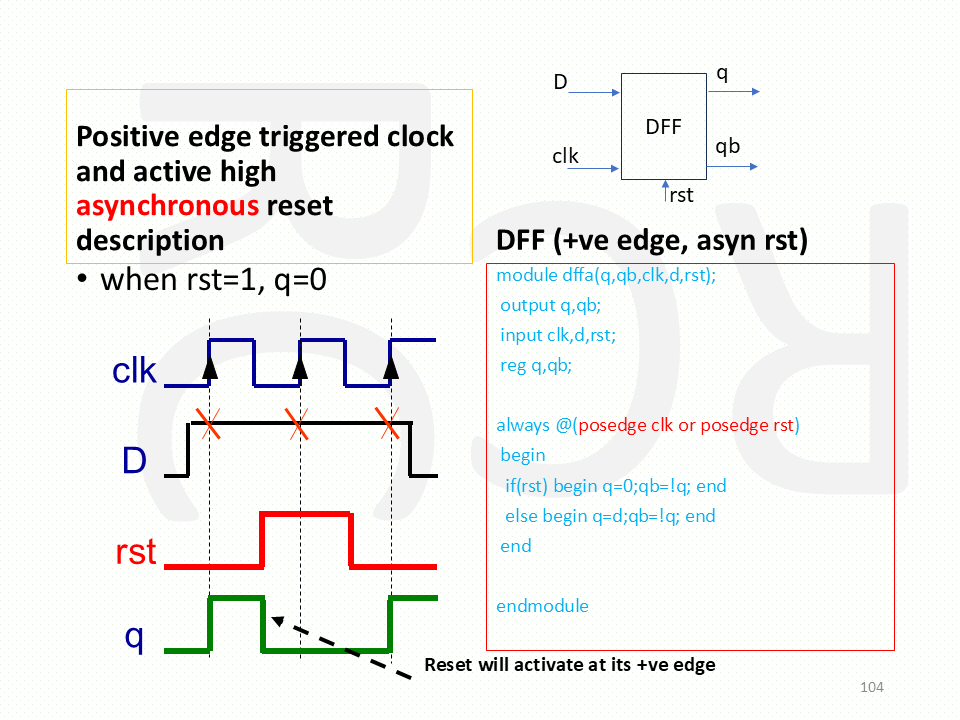 Positive edge triggered clock
and active high
asynchronous reset
description
• when rst=1, q=0
clk
D
rst
q
D
clk
DFF
q
qb
rst
DFF (+ve edge, asyn rst)
module dffa(q,qb,clk,d,rst);
output q,qb;
input clk,d,rst;
reg q,qb;
always @(posedge clk or posedge rst)
begin
if(rst) begin q=0;qb=!q; end
else begin q=d;qb=!q; end
end
endmodule
Reset will activate at its +ve edge
104